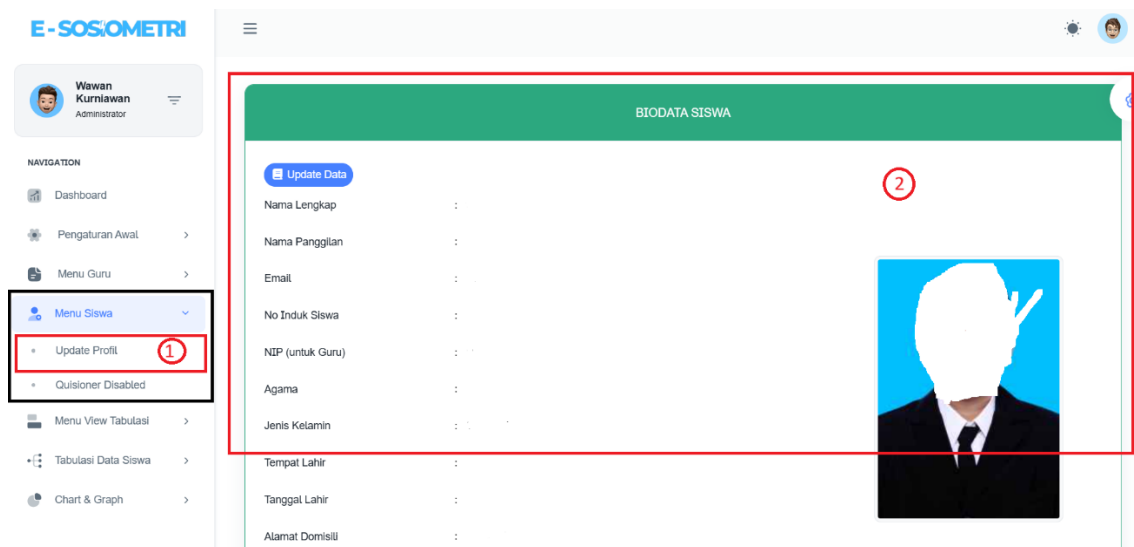 E - SOSIOMETRI
Wawan
Kurniawan
Administrator
NAVIGATION
Dashboard
Pengaturan Awal
Menu Guru
Menu Siswa
Update Profil
1
Quisioner Disabled
Menu View Tabulasi
Tabulasi Data Siswa
Chart & Graph
BIODATA SISWA
Update Data
2
Nama Lengkap :
Nama Panggilan :
Email :
No Induk Siswa :
NIP (untuk Guru) :
Agama :
Jenis Kelamin :
Tempat Lahir :
Tanggal Lahir :
Alamat Domisili :